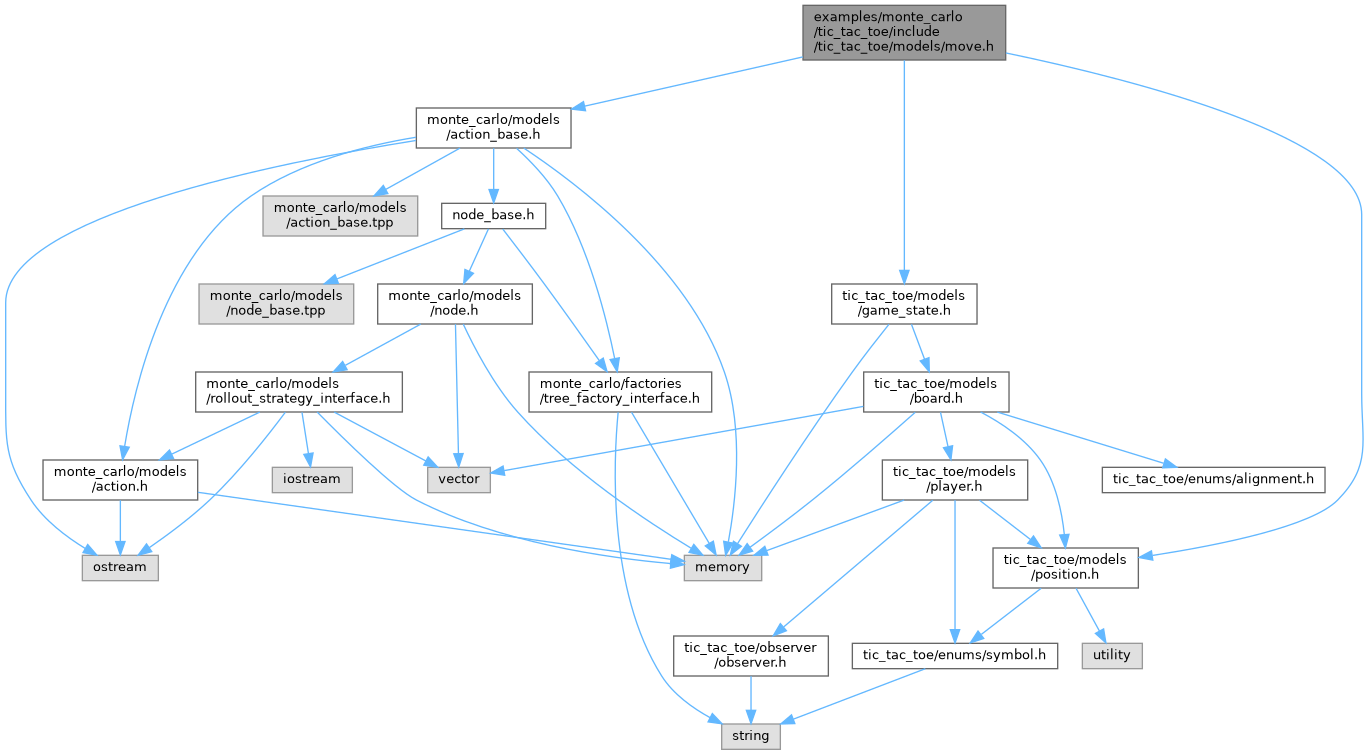 examples/monte_carlo
/tic_tac_toe/include
/tic_tac_toe/models/move.h
monte_carlo/models
/action_base.h
monte_carlo/models
/action_base.tpp
node_base.h
monte_carlo/models
/node_base.tpp
monte_carlo/models
/node.h
tic_tac_toe/models
/game_state.h
monte_carlo/models
/rollout_strategy_interface.h
monte_carlo/factories
/tree_factory_interface.h
tic_tac_toe/models
/board.h
monte_carlo/models
/action.h
iostream
vector
tic_tac_toe/models
/player.h
tic_tac_toe/enums/alignment.h
ostream
memory
tic_tac_toe/models
/position.h
tic_tac_toe/observer
/observer.h
tic_tac_toe/enums/symbol.h
utility
string